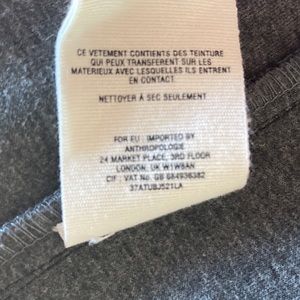 CE VETEMENT CONTIENTS DES TEINTURE
QUI PEUX TRANSFERENT SUR LES
MATERIEUX AVEC LESQUELLES ILS ENTRENT
EN CONTACT.
NETTOYER À SEC SEULEMENT
FOR EU : IMPORTED BY
ANTHROPOLOGIE
24 MARKET PLACE, 3RD FLOOR
LONDON, UK W1W8AN
CIF : VAT No. GB 684936382
37ATUBJ521LA